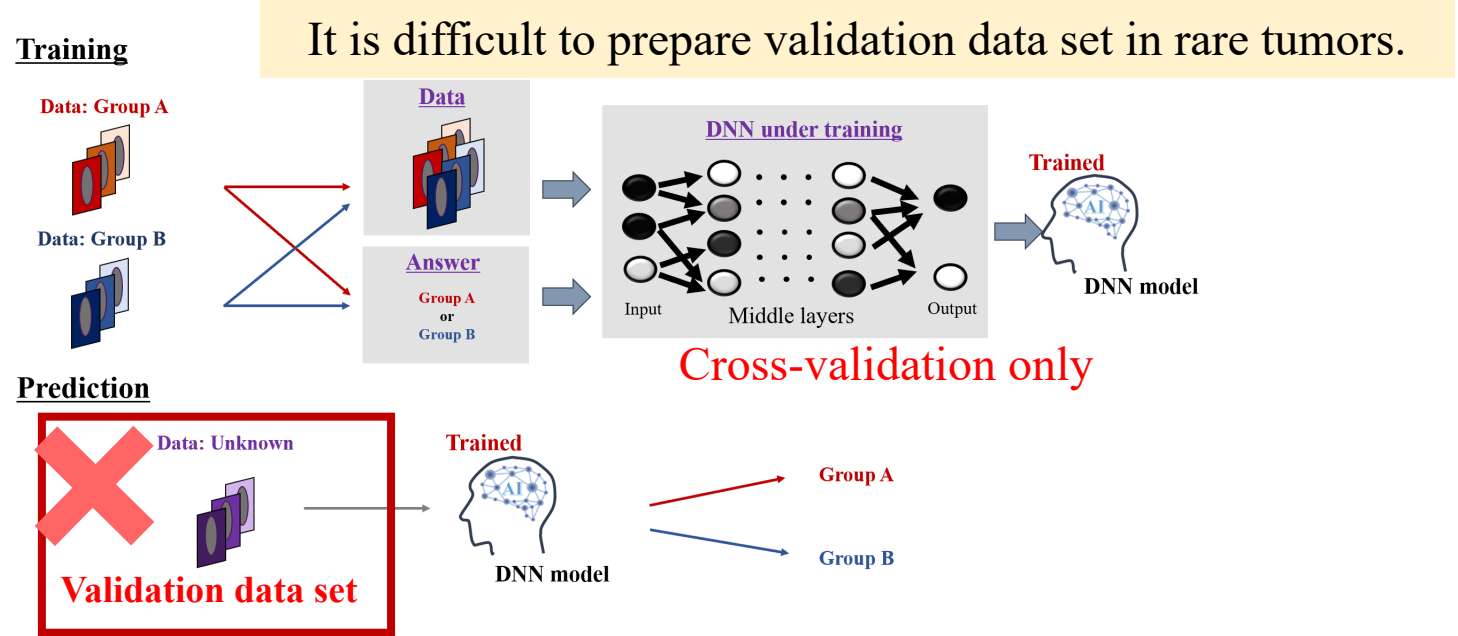 It is difficult to prepare validation data set in rare tumors.
Training
Data: Group A
Data: Group B
Data
Answer
Group A
or
Group B
DNN under training
Input
Middle layers
Output
Trained
AI
DNN model
Cross-validation only
Prediction
Data: Unknown
Validation data set
Trained
AI
DNN model
Group A
Group B